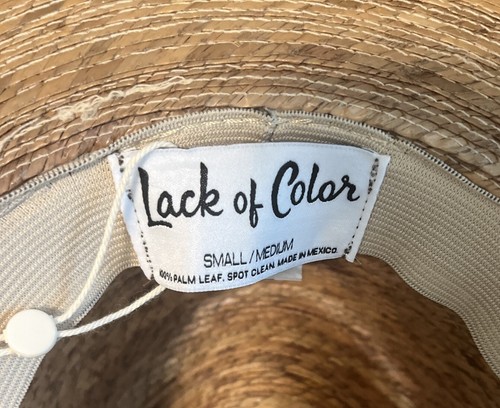 Lack of Color
SMALL / MEDIUM
100% PALM LEAF. SPOT CLEAN. MADE IN MEXICO.